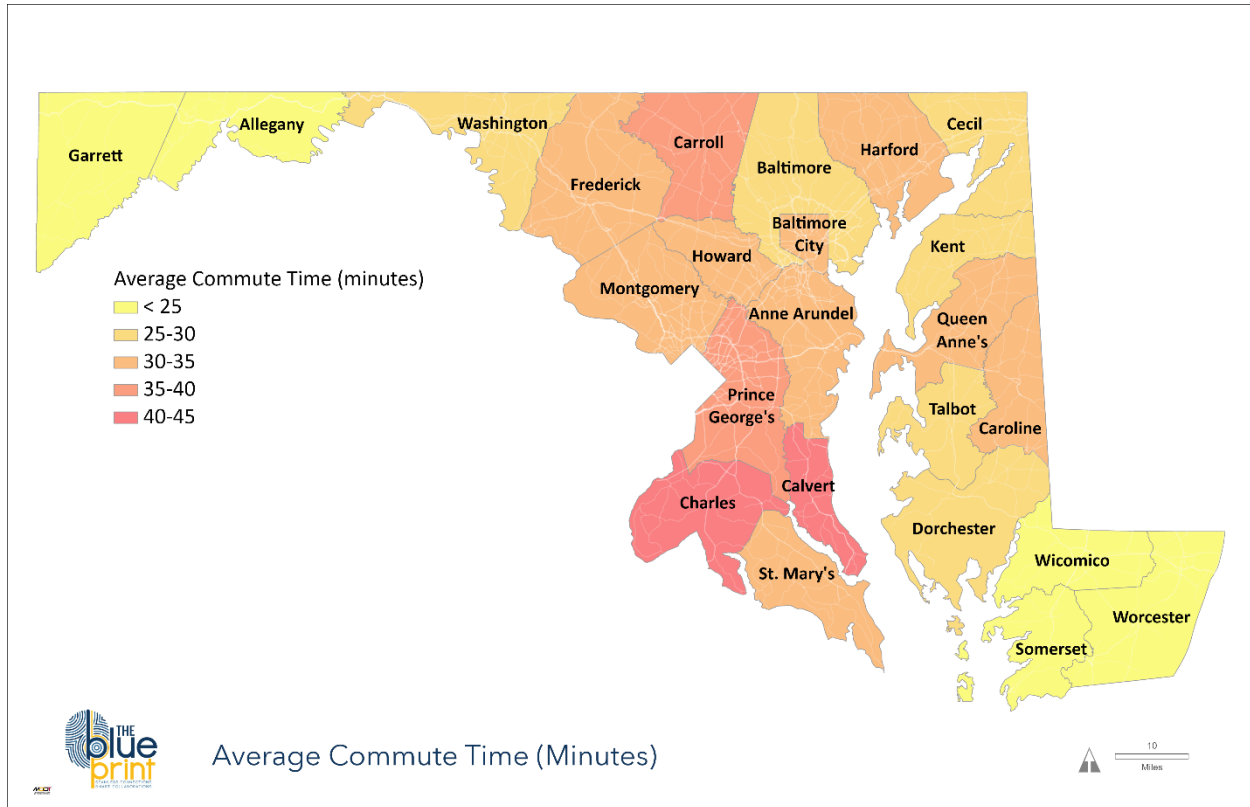 Garrett
Allegany
Washington
Frederick
Carroll
Baltimore
Harford
Cecil
Baltimore
City
Kent
Howard
Montgomery
Anne Arundel
Queen
Anne's
Prince
George's
Talbot
Caroline
Charles
Calvert
Dorchester
St. Mary's
Wicomico
Worcester
Somerset
Average Commute Time (minutes)
< 25
25-30
30-35
35-40
40-45
THE
blue
print
Average Commute Time (Minutes)
10
Miles